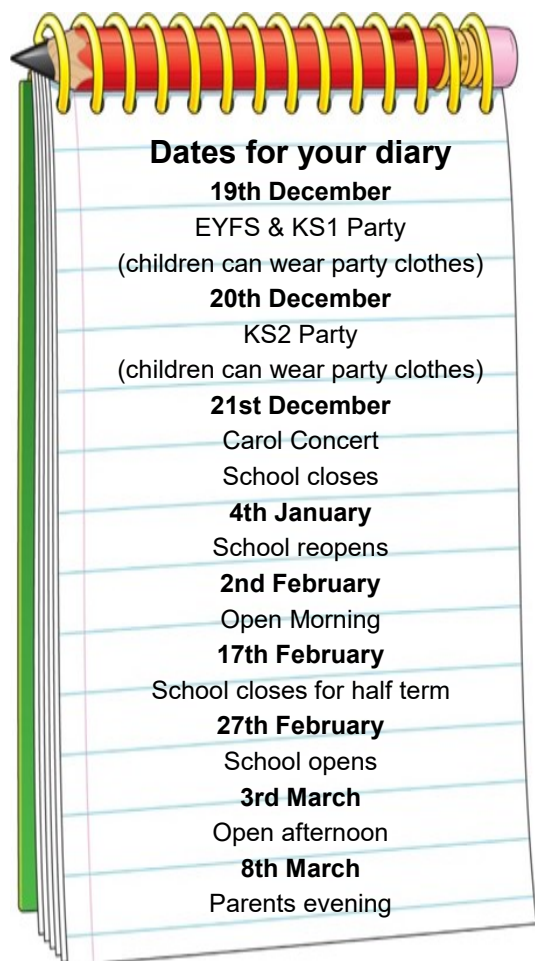 Dates for your diary
19th December
EYFS & KS1 Party
(children can wear party clothes)
20th December
KS2 Party
(children can wear party clothes)
21st December
Carol Concert
School closes
4th January
School reopens
2nd February
Open Morning
17th February
School closes for half term
27th February
School opens
3rd March
Open afternoon
8th March
Parents evening